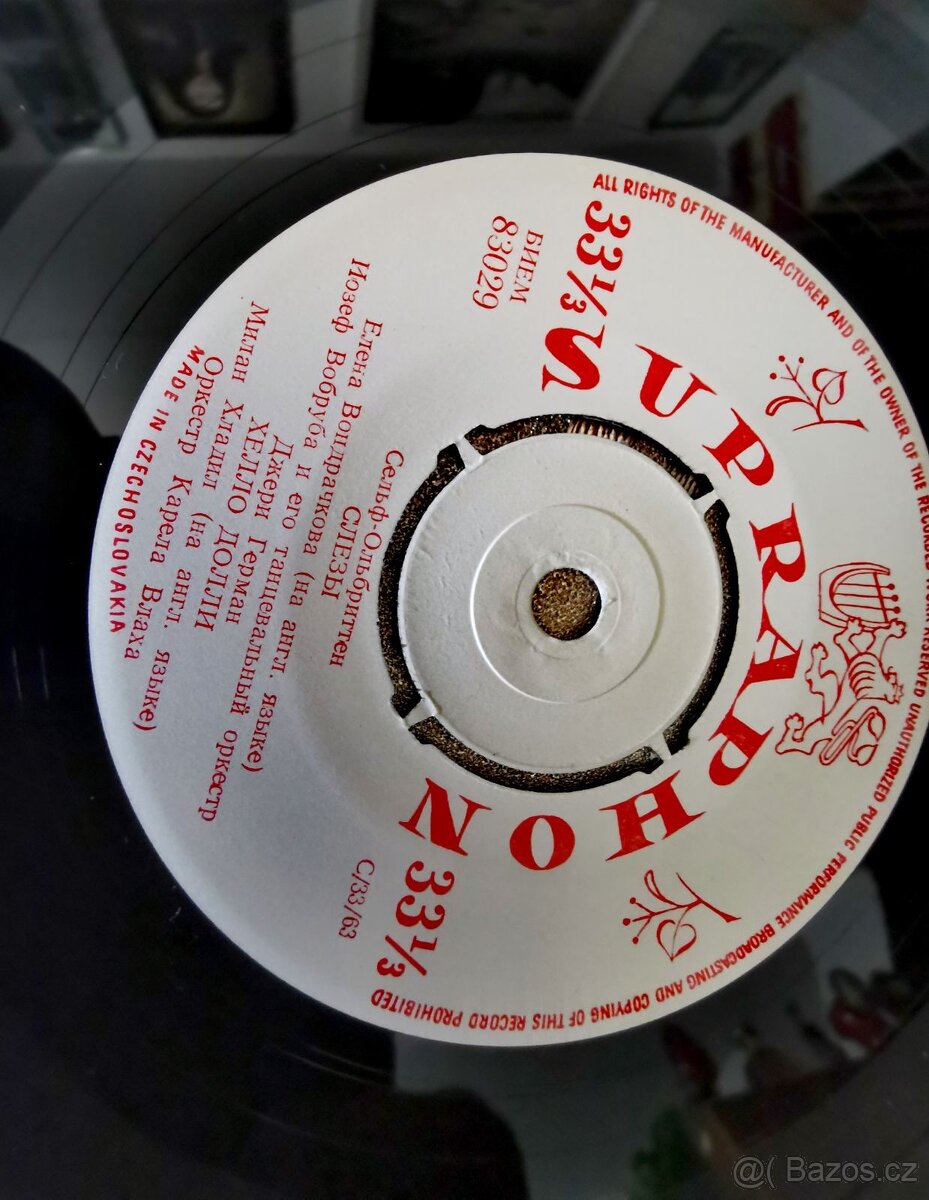 ALL RIGHTS OF THE MANUFACTURER AND OF THE OWNER OF THE RECORDED WORK RESERVED UNAUTHORIZED PUBLIC PERFORMANCE BROADCASTING AND COPYING OF THIS RECORD PROHIBITED
SUPRAPHON
33⅓
33⅓
БИЕМ
83029
С/33/63
Сельф-Ольбриттен
СЛЕЗЫ
Елена Вондрачкова (на англ. языке)
Иозеф Вобруба и его танцевальный оркестр
Джери Герман
ХЕЛЛО ДОЛЛИ
Милан Хладил (на англ. языке)
Оркестр Карела Влаха
MADE IN CZECHOSLOVAKIA
@( Bazos.cz